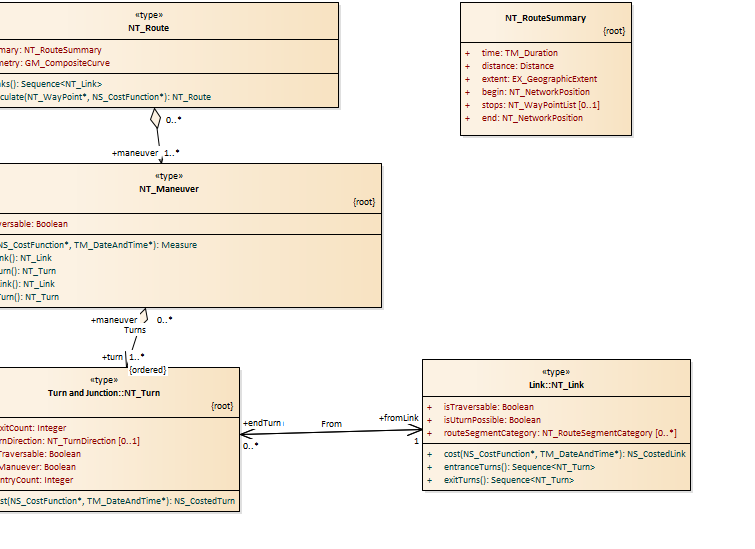 «type»
NT_Route
mary: NT_RouteSummary
metry: GM_CompositeCurve
nks(): Sequence<NT_Link>
culate(NT_WayPoint*, NS_CostFunction*): NT_Route
NT_RouteSummary
{root}
+ time: TM_Duration
+ distance: Distance
+ extent: EX_GeographicExtent
+ begin: NT_NetworkPosition
+ stops: NT_WayPointList [0..1]
+ end: NT_NetworkPosition
0..*
+maneuver 1..*
«type»
NT_Maneuver
{root}
versable: Boolean
NS_CostFunction*, TM_DateAndTime*): Measure
nk(): NT_Link
urn(): NT_Turn
ink(): NT_Link
Turn(): NT_Turn
+maneuver 0..*
Turns
+turn 1..*
{ordered}
«type»
Turn and Junction::NT_Turn
{root}
xitCount: Integer
rnDirection: NT_TurnDirection [0..1]
Traversable: Boolean
Manuever: Boolean
ntryCount: Integer
st(NS_CostFunction*, TM_DateAndTime*): NS_CostedTurn
+endTurn From +fromLink
0..* 1
«type»
Link::NT_Link
+ isTraversable: Boolean
+ isUturnPossible: Boolean
+ routeSegmentCategory: NT_RouteSegmentCategory [0..*]
+ cost(NS_CostFunction*, TM_DateAndTime*): NS_CostedLink
+ entranceTurns(): Sequence<NT_Turn>
+ exitTurns(): Sequence<NT_Turn>